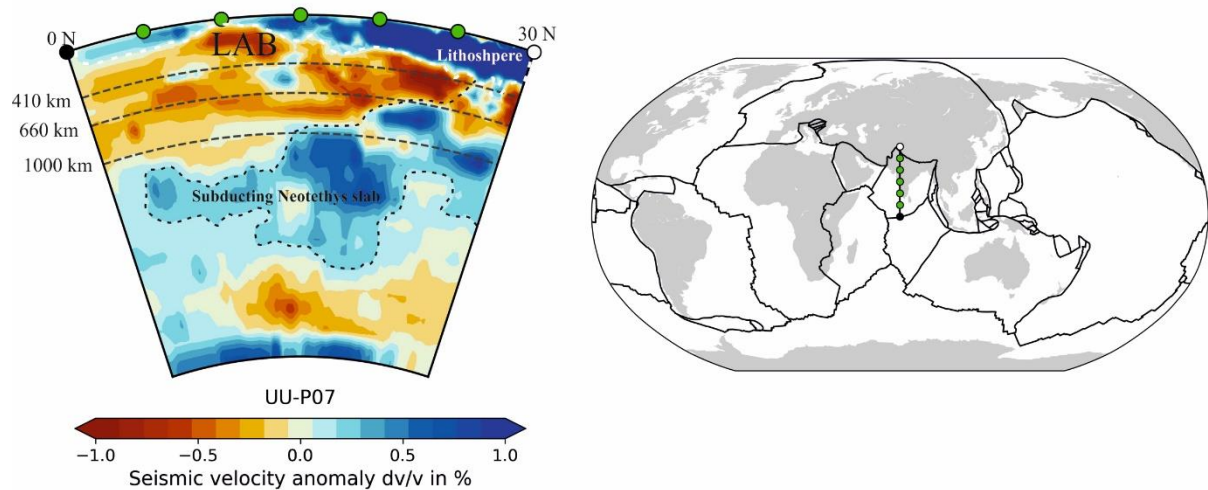 0 N
30 N
LAB
Lithoshpere
410 km
660 km
1000 km
Subducting Neotethys slab
UU-P07
−1.0 −0.5 0.0 0.5 1.0
Seismic velocity anomaly dv/v in %